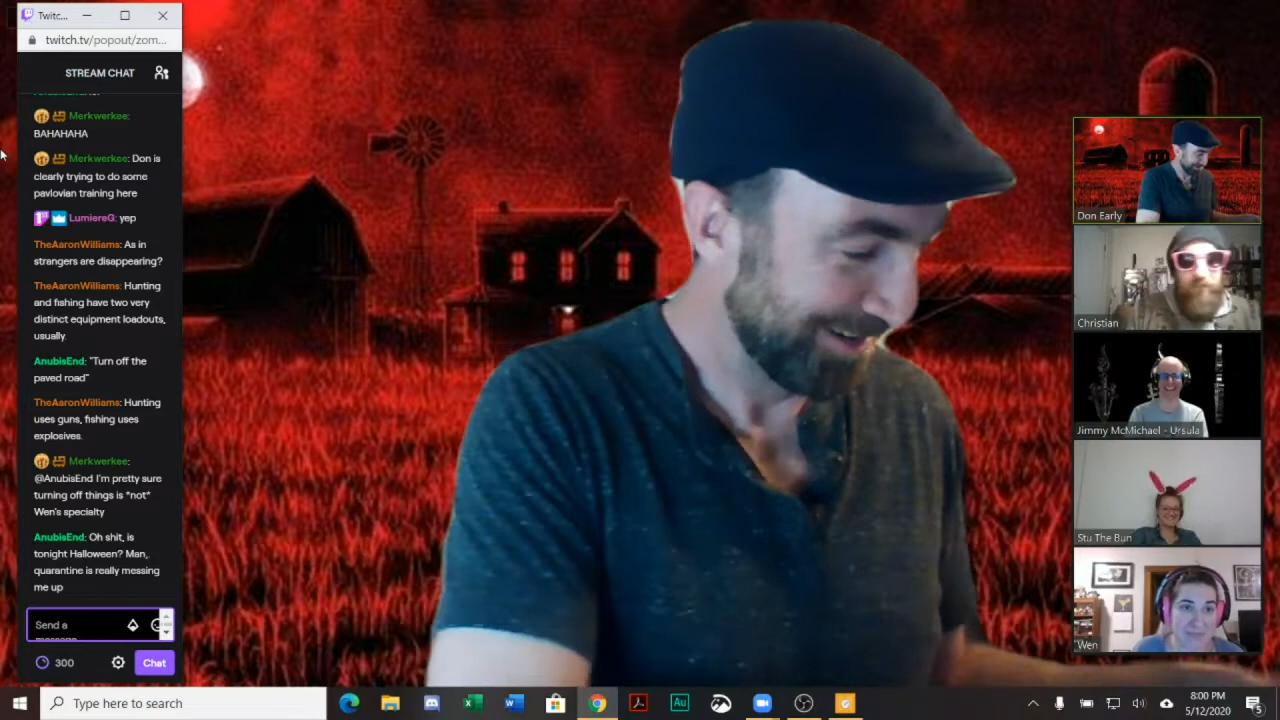 Twitc...
twitch.tv/popout/zom...
STREAM CHAT
Merkwerkee:
BAHAHAHA
Merkwerkee: Don is
clearly trying to do some
pavlovian training here
LumiereG: yep
TheAaronWilliams: As in
strangers are disappearing?
TheAaronWilliams: Hunting
and fishing have two very
distinct equipment loadouts,
usually.
AnubisEnd: "Turn off the
paved road"
TheAaronWilliams: Hunting
uses guns, fishing uses
explosives.
Merkwerkee:
@AnubisEnd I'm pretty sure
turning off things is *not*
Wen's specialty
AnubisEnd: Oh shit, is
tonight Halloween? Man,
quarantine is really messing
me up
Send a
message
300
Chat
Don Early
Christian
Jimmy McMichael - Ursula
Stu The Bun
Wen
Type here to search
Au
8:00 PM
5/12/2020
5